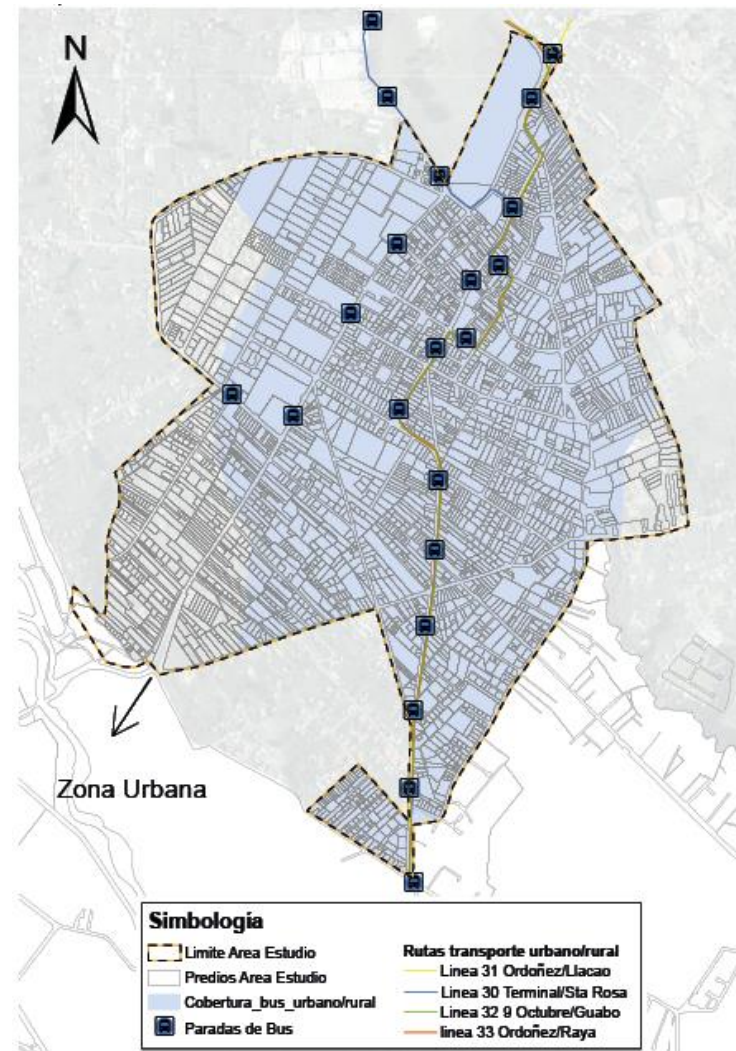 N
Zona Urbana
Simbología
Limite Area Estudio
Predios Area Estudio
Cobertura_bus_urbano/rural
Paradas de Bus
Rutas transporte urbano/rural
Linea 31 Ordoñez/Llacao
Linea 30 Terminal/Sta Rosa
Linea 32 9 Octubre/Guabo
linea 33 Ordoñez/Raya